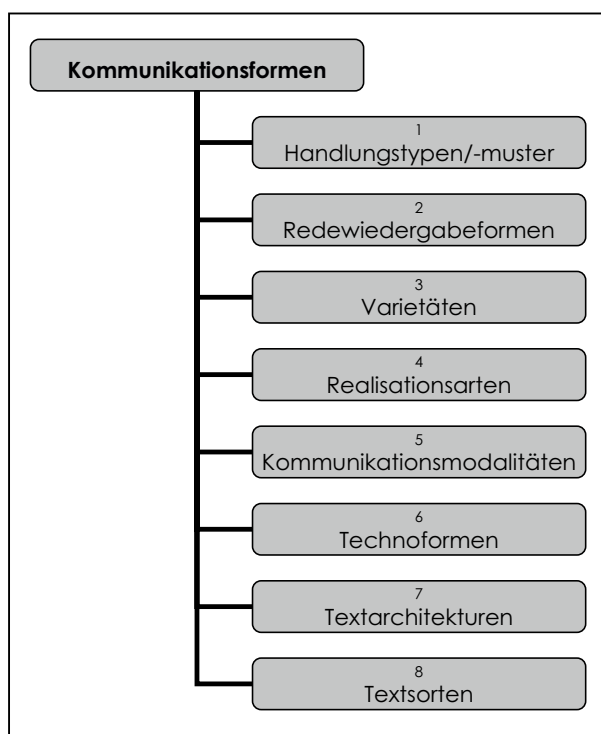 Kommunikationsformen
1
Handlungstypen/-muster
2
Redewiedergabeformen
3
Varietäten
4
Realisationsarten
5
Kommunikationsmodalitäten
6
Technoformen
7
Textarchitekturen
8
Textsorten